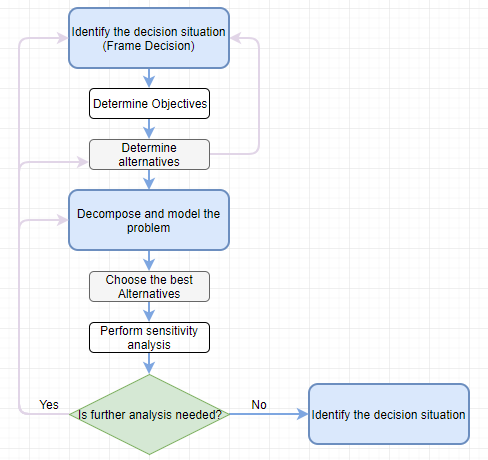 Identify the decision situation
(Frame Decision)
Determine Objectives
Determine
alternatives
Decompose and model the
problem
Choose the best
Alternatives
Perform sensitivity
analysis
Is further analysis needed?
Yes
No
Identify the decision situation